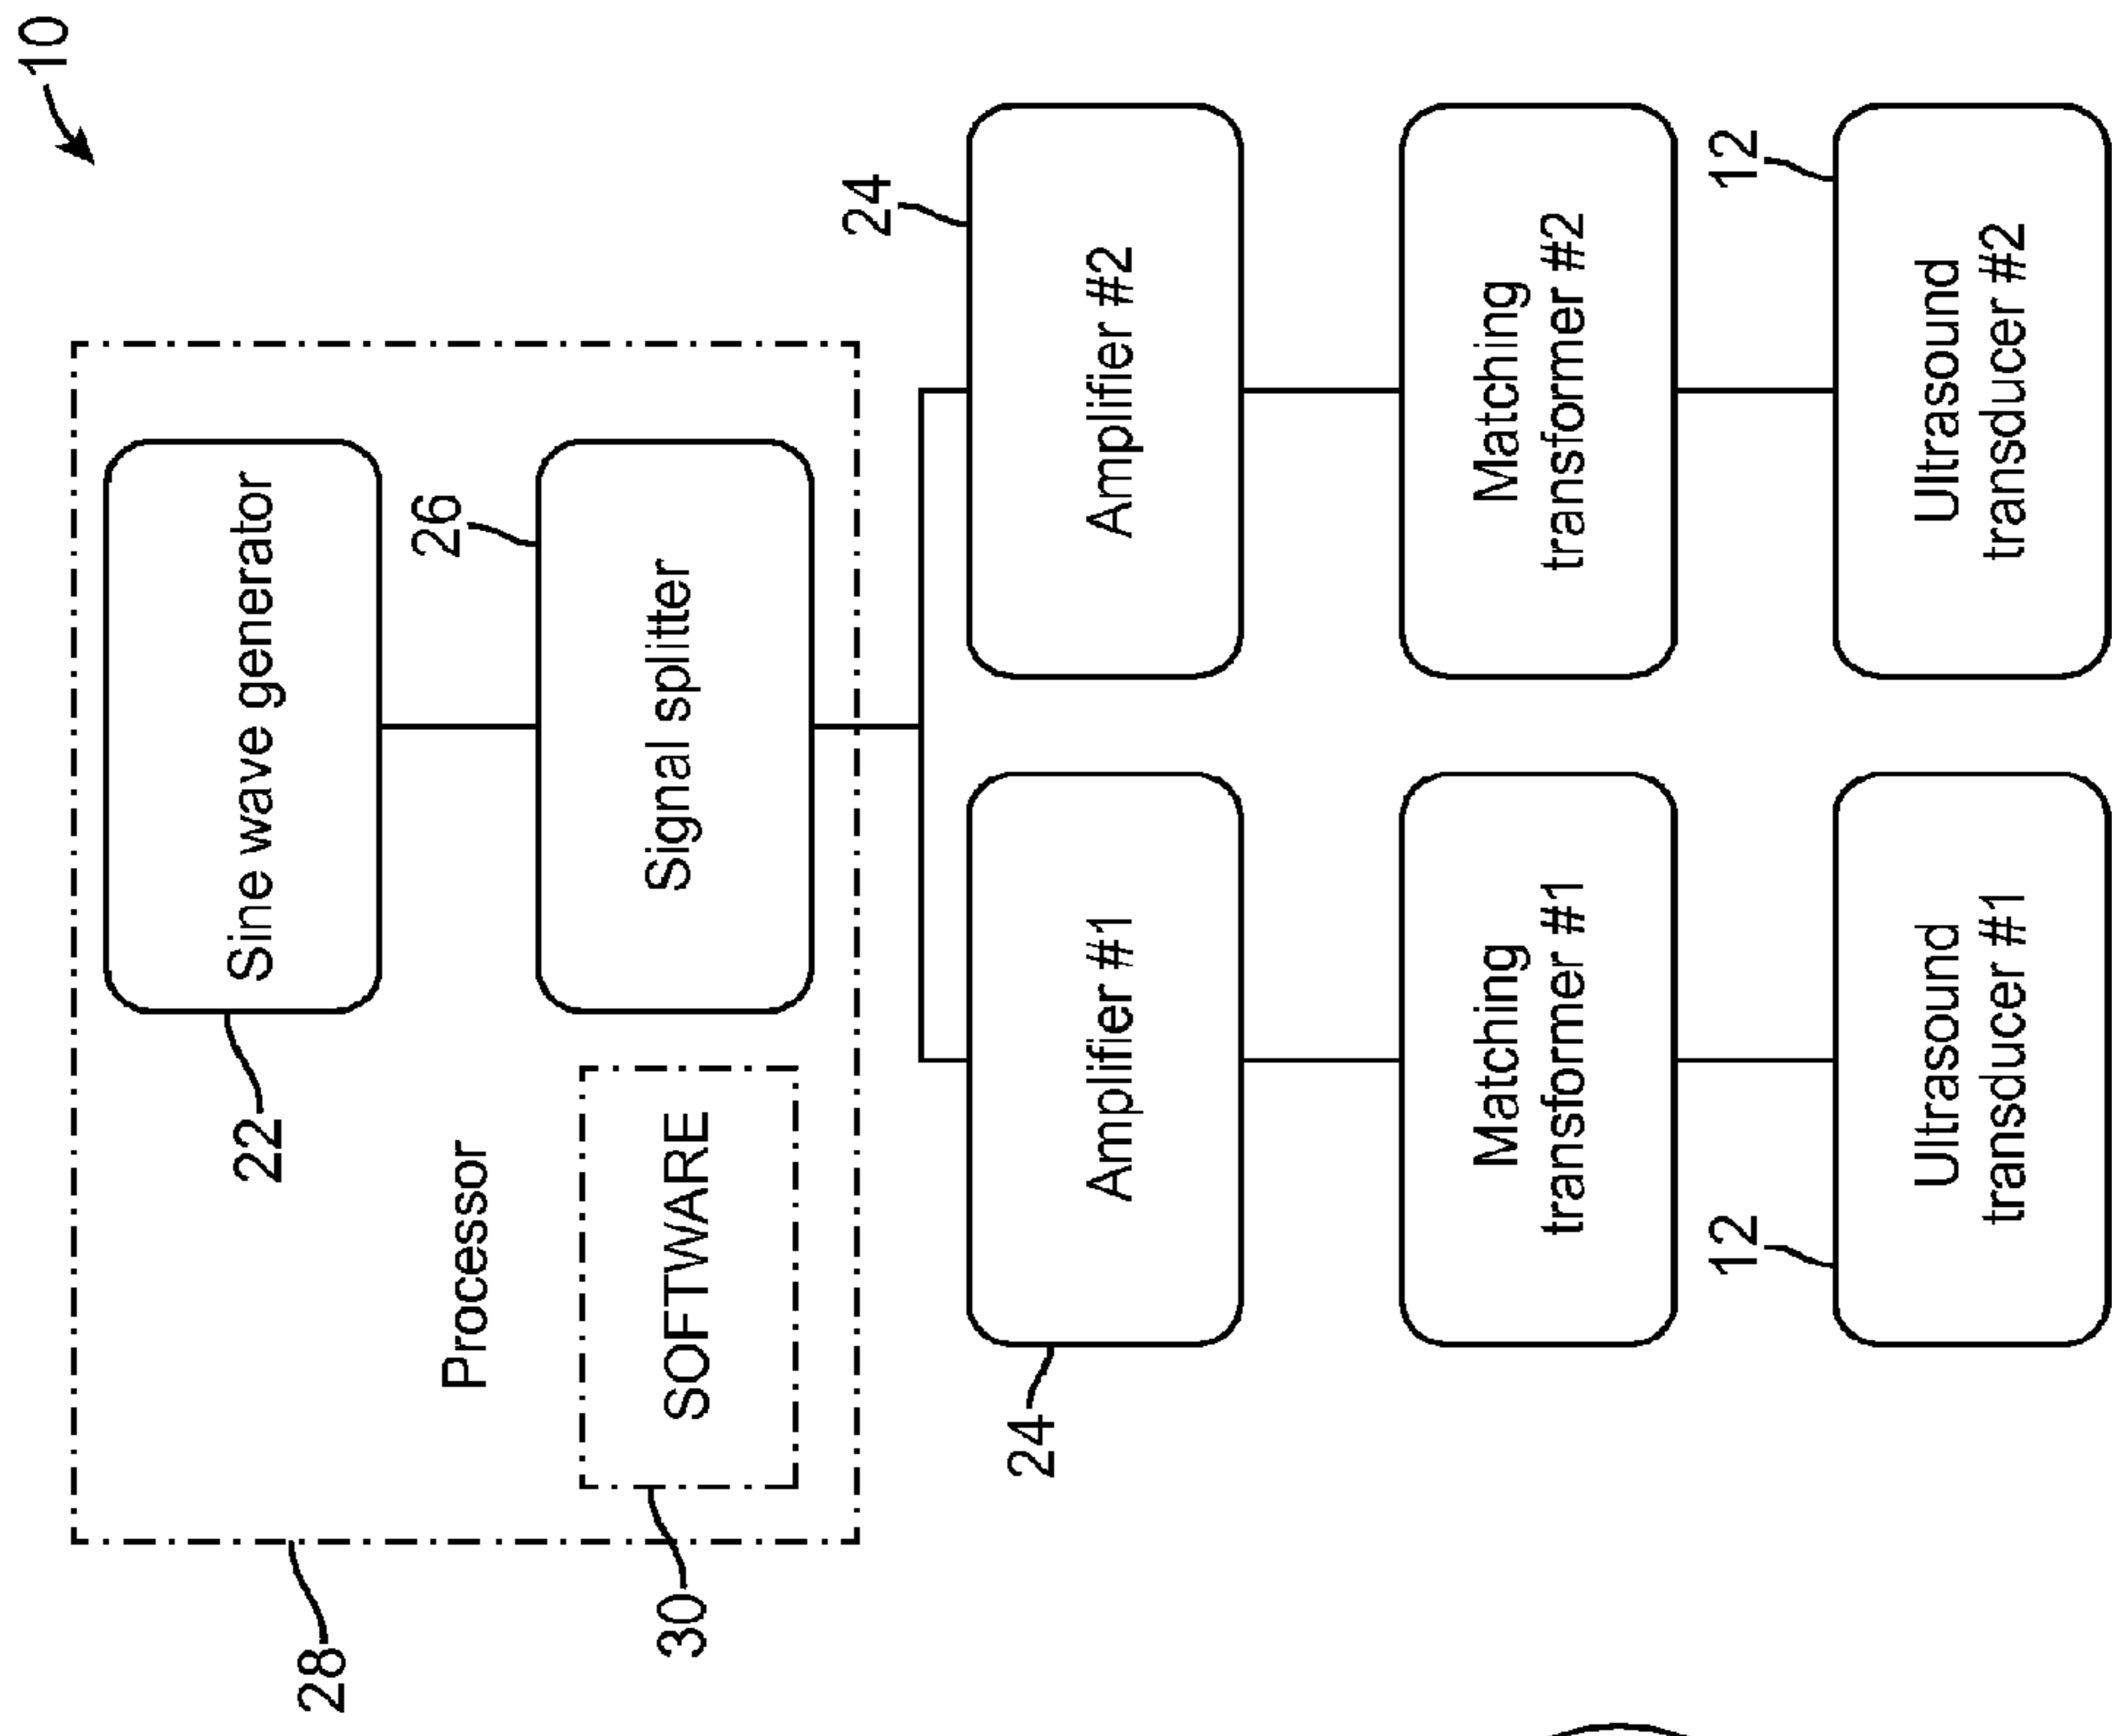 10
Sine wave generator
22
26
Signal splitter
Processor
SOFTWARE
28
30
24
Amplifier #1
24
Amplifier #2
Matching
transformer #1
Matching
transformer #2
12
Ultrasound
transducer #1
12
Ultrasound
transducer #2